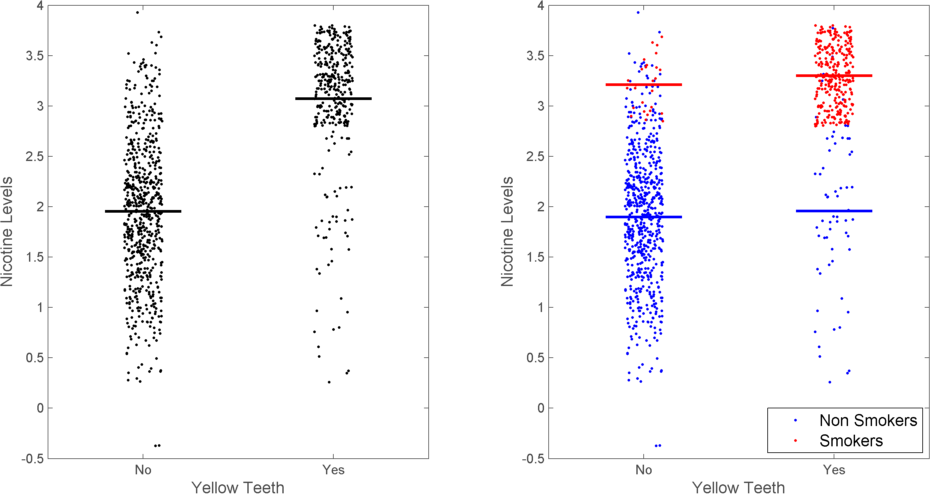 4
3.5
3
2.5
2
1.5
1
0.5
0
-0.5
Nicotine Levels
No
Yes
Yellow Teeth
4
3.5
3
2.5
2
1.5
1
0.5
0
-0.5
Nicotine Levels
Non Smokers
Smokers
No
Yes
Yellow Teeth